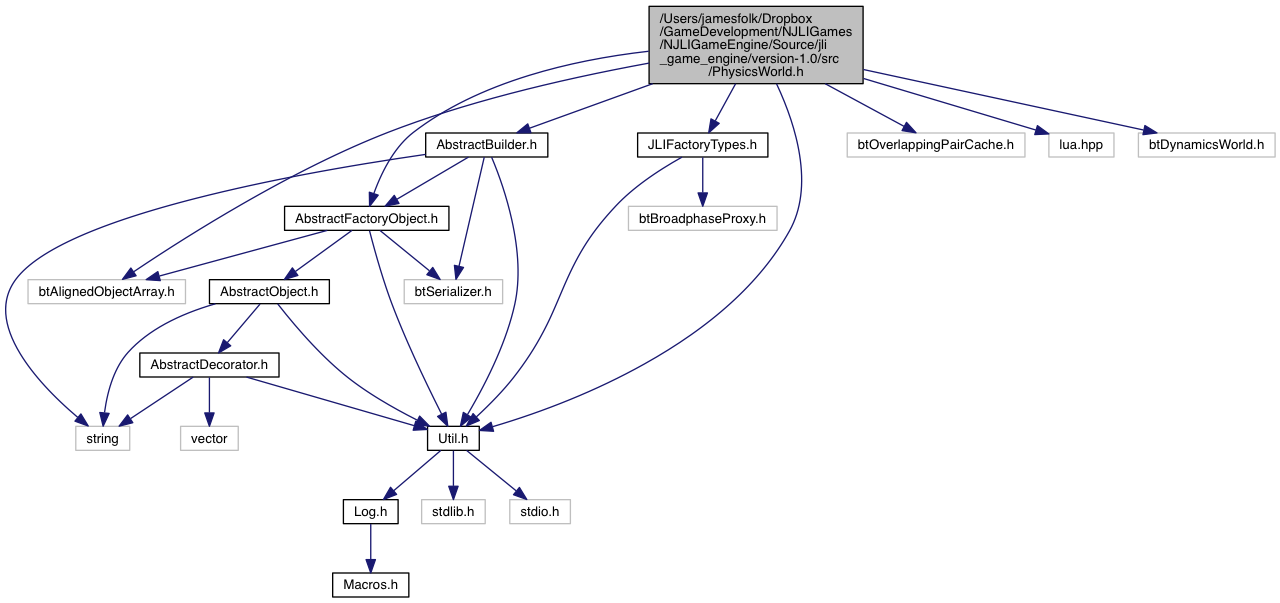 /Users/jamesfolk/Dropbox
/GameDevelopment/NJLIGames
/NJLIGameEngine/Source/jli
_game_engine/version-1.0/src
/PhysicsWorld.h
AbstractBuilder.h
JLIFactoryTypes.h
btOverlappingPairCache.h
lua.hpp
btDynamicsWorld.h
AbstractFactoryObject.h
btBroadphaseProxy.h
btAlignedObjectArray.h
AbstractObject.h
btSerializer.h
AbstractDecorator.h
string
vector
Util.h
Log.h
stdlib.h
stdio.h
Macros.h